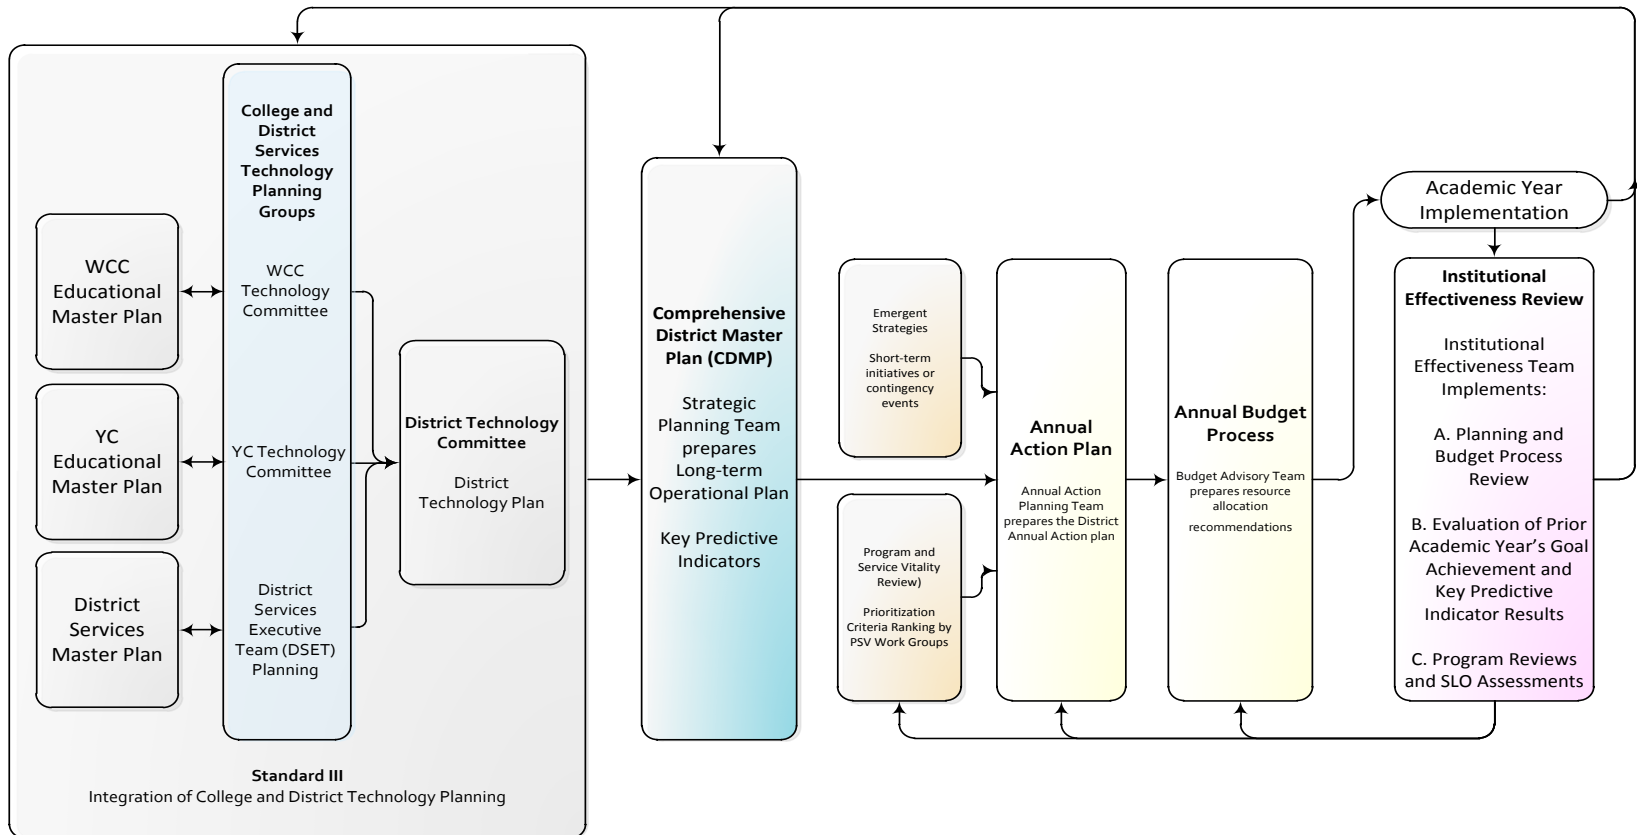 College and
District
Services
Technology
Planning
Groups
WCC
Educational
Master Plan
WCC
Technology
Committee
YC
Educational
Master Plan
YC Technology
Committee
District
Services
Master Plan
District
Services
Executive
Team (DSET)
Planning
District Technology
Committee
District
Technology Plan
Standard III
Integration of College and District Technology Planning
Comprehensive
District Master
Plan (CDMP)
Strategic
Planning Team
prepares
Long-term
Operational Plan
Key Predictive
Indicators
Emergent
Strategies
Short-term
initiatives or
contingency
events
Program and
Service Vitality
Review)
Prioritization
Criteria Ranking by
PSV Work Groups
Annual
Action Plan
Annual Action
Planning Team
prepares the District
Annual Action plan
Annual Budget
Process
Budget Advisory Team
prepares resource
allocation
recommendations
Academic Year
Implementation
Institutional
Effectiveness Review
Institutional
Effectiveness Team
Implements:
A. Planning and
Budget Process
Review
B. Evaluation of Prior
Academic Year’s Goal
Achievement and
Key Predictive
Indicator Results
C. Program Reviews
and SLO Assessments